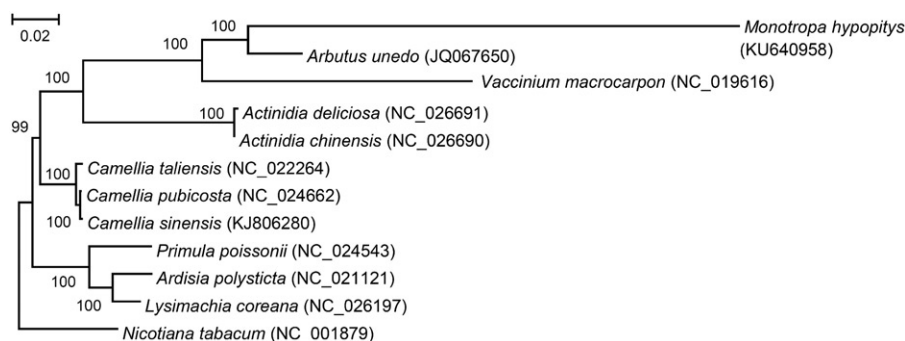 0.02
100
100
100
99
100
100
100
100
100
Monotropa hypopitys
(KU640958)
Arbutus unedo (JQ067650)
Vaccinium macrocarpon (NC_019616)
Actinidia deliciosa (NC_026691)
Actinidia chinensis (NC_026690)
Camellia taliensis (NC_022264)
Camellia pubicosta (NC_024662)
Camellia sinensis (KJ806280)
Primula poissonii (NC_024543)
Ardisia polysticta (NC_021121)
Lysimachia coreana (NC_026197)
Nicotiana tabacum (NC_001879)